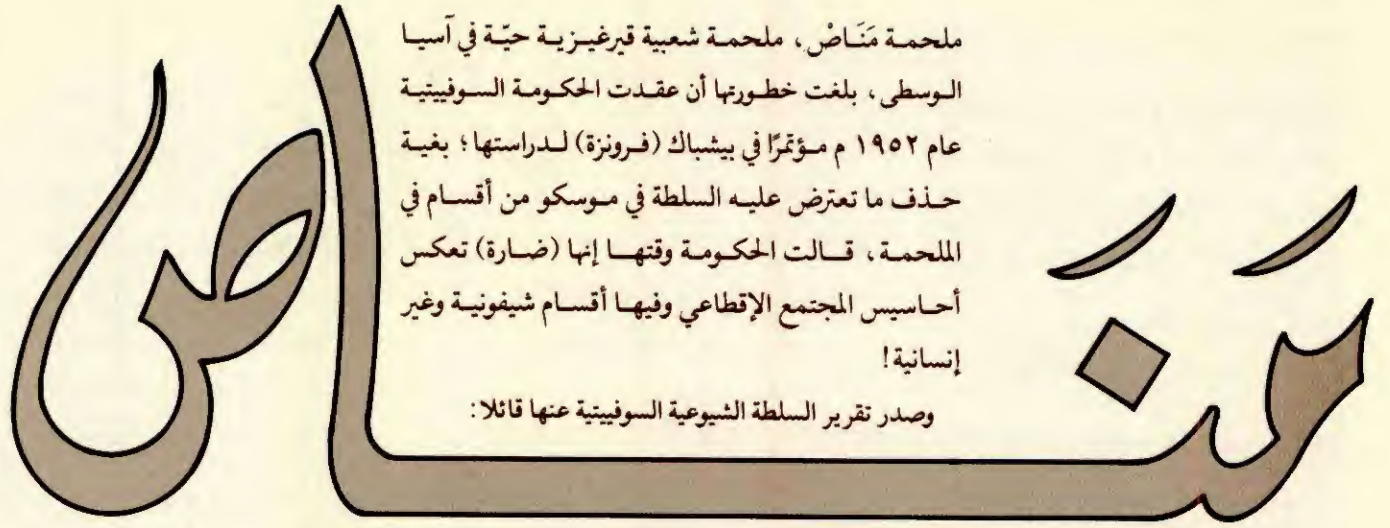 مَنَاص
ملحمة مَنَاصْ، ملحمة شعبية قيرغيزية حيّة في آسيا
الوسطى، بلغت خطورتها أن عقدت الحكومة السوفييتية
عام ١٩٥٢ م مؤتمرًا في بيشباك (فرونزة) لدراستها؛ بغية
حذف ما تعترض عليه السلطة في موسكو من أقسام في
الملحمة، قالت الحكومة وقتها إنها (ضارة) تعكس
أحاسيس المجتمع الإقطاعي وفيها أقسام شيفونية وغير
إنسانية!
وصدر تقرير السلطة الشيوعية السوفييتية عنها قائلا: